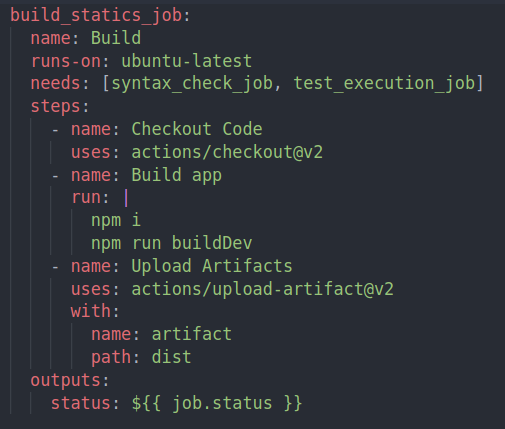 build_statics_job:
  name: Build
  runs-on: ubuntu-latest
  needs: [syntax_check_job, test_execution_job]
  steps:
    - name: Checkout Code
      uses: actions/checkout@v2
    - name: Build app
      run: |
        npm i
        npm run buildDev
    - name: Upload Artifacts
      uses: actions/upload-artifact@v2
      with:
        name: artifact
        path: dist
  outputs:
    status: ${{ job.status }}